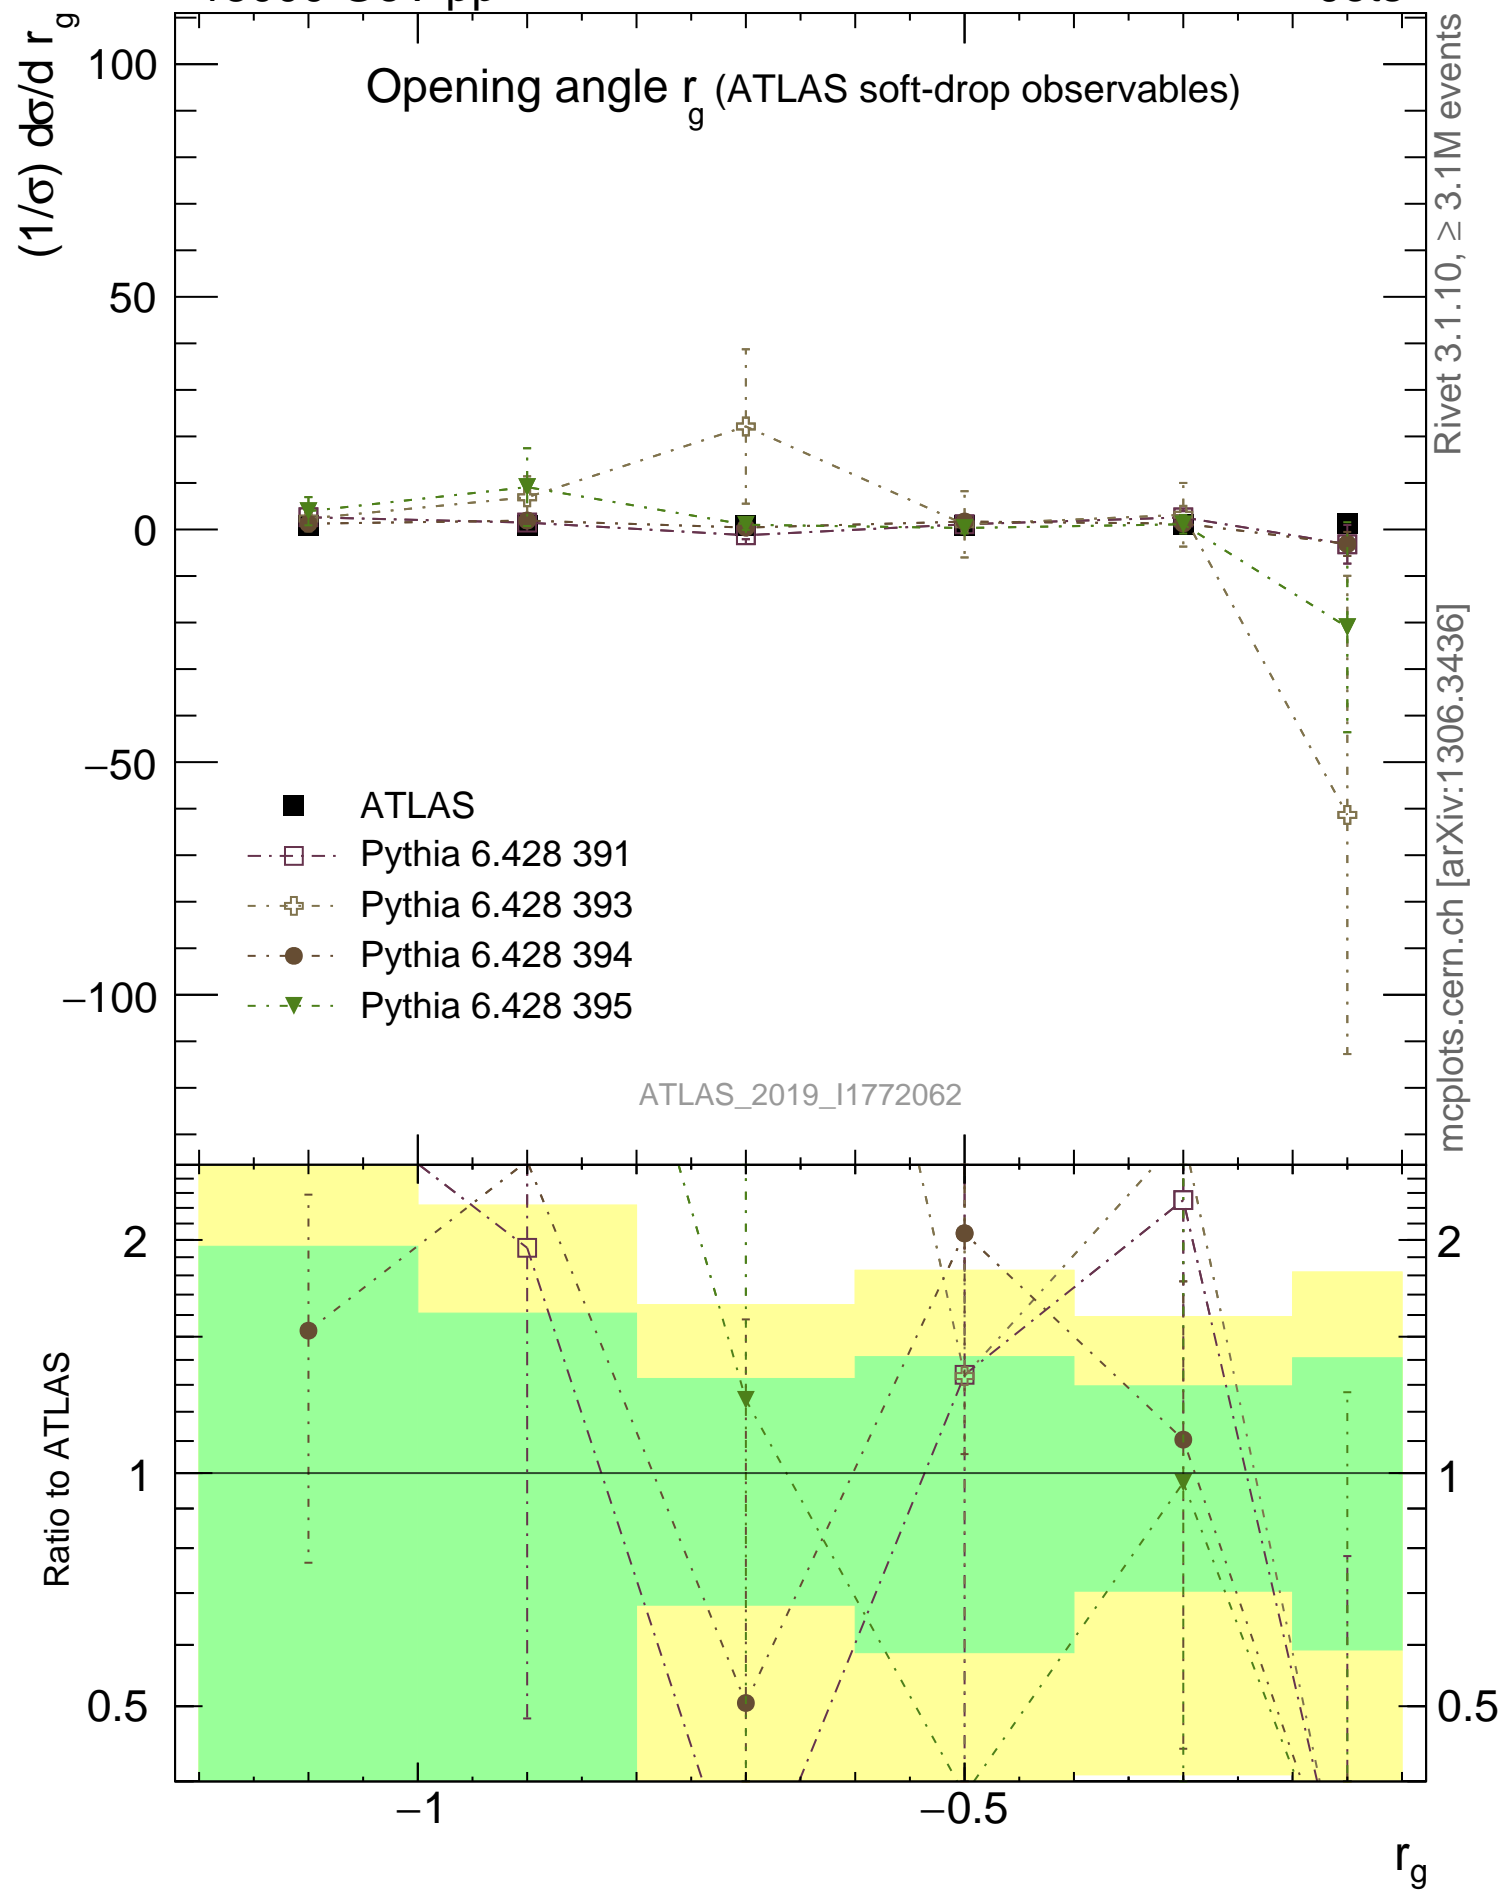 (1/σ) dσ/d r_g
Opening angle r_g (ATLAS soft-drop observables)
100
50
0
−50
−100
ATLAS
Pythia 6.428 391
Pythia 6.428 393
Pythia 6.428 394
Pythia 6.428 395
ATLAS_2019_I1772062
Rivet 3.1.10, ≥ 3.1M events
mcplots.cern.ch [arXiv:1306.3436]
Ratio to ATLAS
2
1
0.5
2
1
0.5
−1
−0.5
r_g